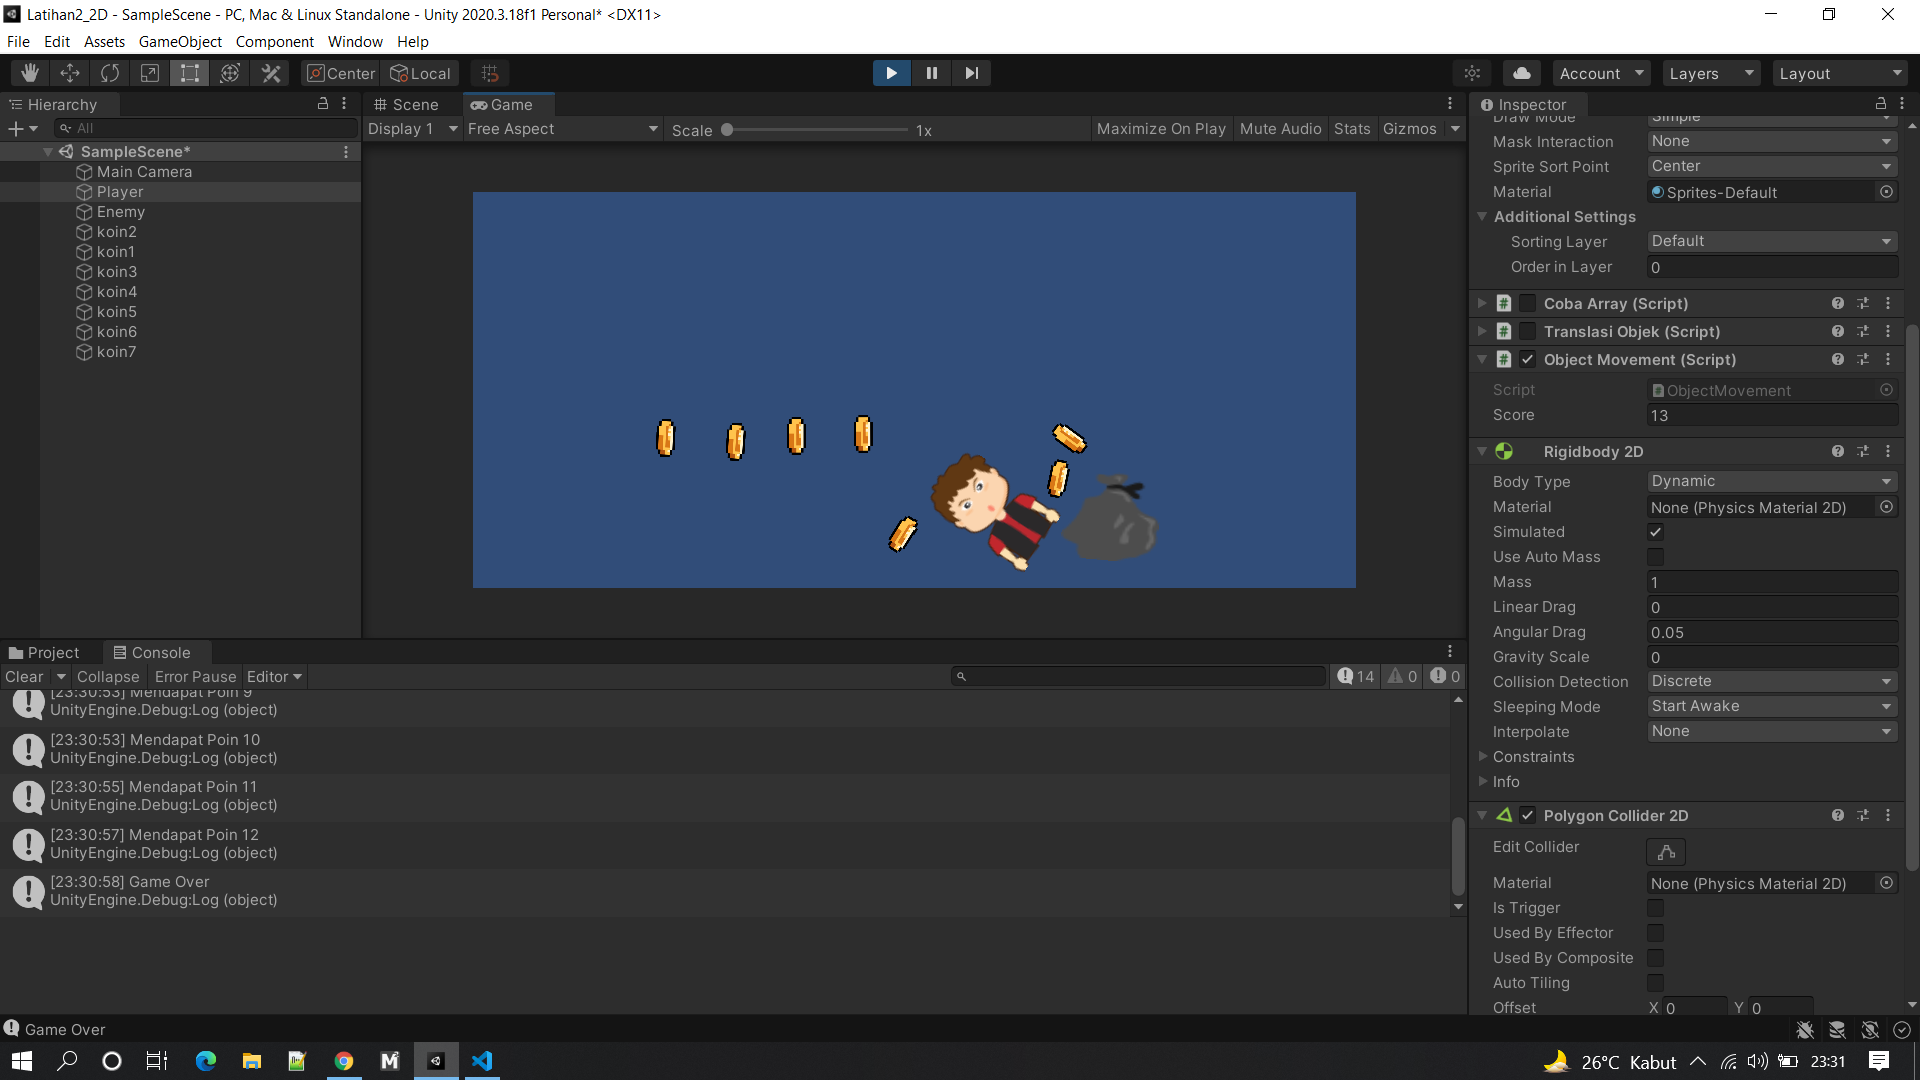 Latihan2_2D - SampleScene - PC, Mac & Linux Standalone - Unity 2020.3.18f1 Personal* <DX11>
File Edit Assets GameObject Component Window Help
Center Local Account Layers Layout
Hierarchy
All
SampleScene*
Main Camera
Player
Enemy
koin2
koin1
koin3
koin4
koin5
koin6
koin7
Scene Game
Display 1 Free Aspect Scale 1x Maximize On Play Mute Audio Stats Gizmos
Inspector
Draw Mode Simple
Mask Interaction None
Sprite Sort Point Center
Material Sprites-Default
Additional Settings
Sorting Layer Default
Order in Layer 0
# Coba Array (Script)
# Translasi Objek (Script)
# Object Movement (Script)
Script ObjectMovement
Score 13
Rigidbody 2D
Body Type Dynamic
Material None (Physics Material 2D)
Simulated
Use Auto Mass
Mass 1
Linear Drag 0
Angular Drag 0.05
Gravity Scale 0
Collision Detection Discrete
Sleeping Mode Start Awake
Interpolate None
Constraints
Info
Polygon Collider 2D
Edit Collider
Material None (Physics Material 2D)
Is Trigger
Used By Effector
Used By Composite
Auto Tiling
Offset X 0 Y 0
Project Console
Clear Collapse Error Pause Editor 14 0 0
[23:30:53] Mendapat Poin 9
UnityEngine.Debug:Log (object)
[23:30:53] Mendapat Poin 10
UnityEngine.Debug:Log (object)
[23:30:55] Mendapat Poin 11
UnityEngine.Debug:Log (object)
[23:30:57] Mendapat Poin 12
UnityEngine.Debug:Log (object)
[23:30:58] Game Over
UnityEngine.Debug:Log (object)
Game Over
26°C Kabut 23:31